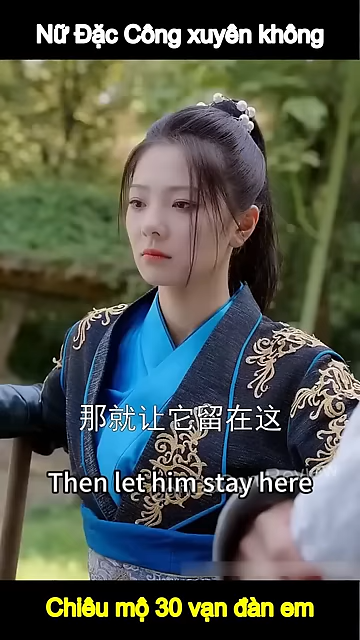 Nữ Đặc Công xuyên không
那就让它留在这
Then let him stay here
Chiêu mộ 30 vạn đàn em